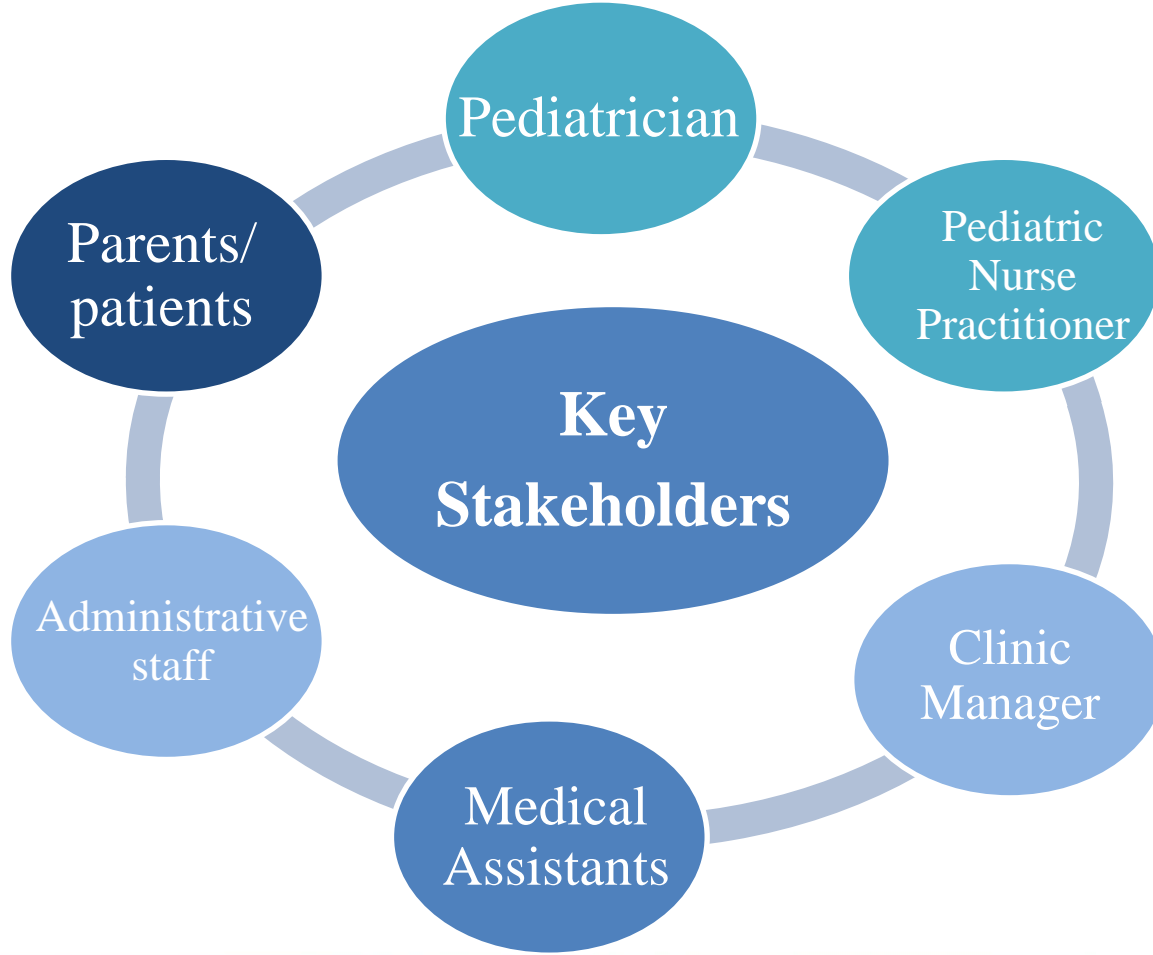 Pediatrician
Pediatric
Nurse
Practitioner
Parents/
patients
Key
Stakeholders
Administrative
staff
Clinic
Manager
Medical
Assistants